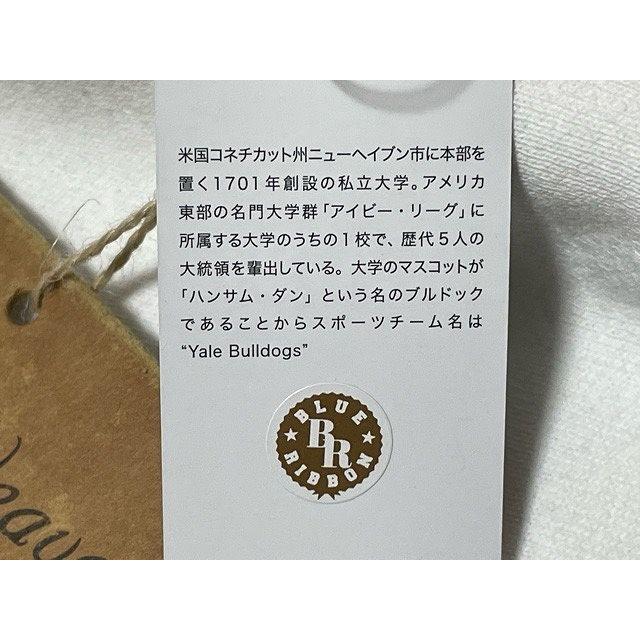 米国コネチカット州ニューヘイブン市に本部を
置く1701年創設の私立大学。アメリカ
東部の名門大学群「アイビー・リーグ」に
所属する大学のうちの1校で、歴代5人の
大統領を輩出している。大学のマスコットが
「ハンサム・ダン」という名のブルドック
であることからスポーツチーム名は
“Yale Bulldogs”
BLUE
BR
RIBBON